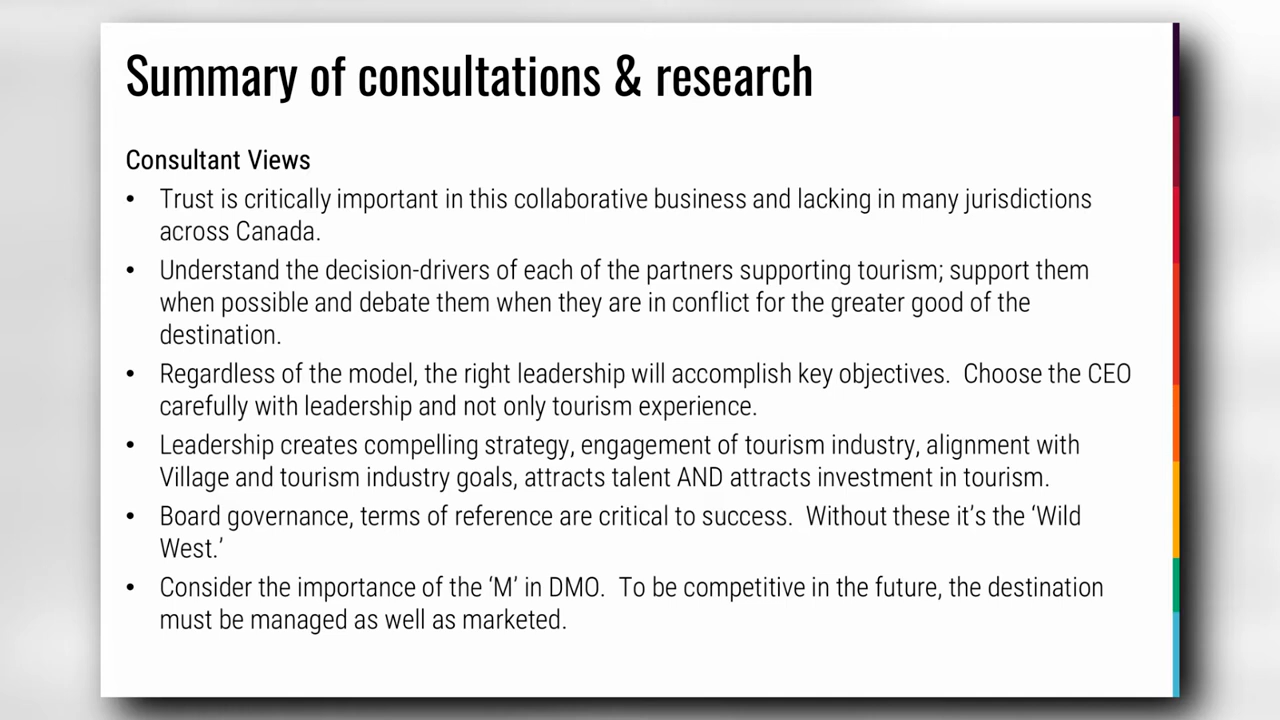 Summary of consultations & research
Consultant Views
• Trust is critically important in this collaborative business and lacking in many jurisdictions
across Canada.
• Understand the decision-drivers of each of the partners supporting tourism; support them
when possible and debate them when they are in conflict for the greater good of the
destination.
• Regardless of the model, the right leadership will accomplish key objectives.  Choose the CEO
carefully with leadership and not only tourism experience.
• Leadership creates compelling strategy, engagement of tourism industry, alignment with
Village and tourism industry goals, attracts talent AND attracts investment in tourism.
• Board governance, terms of reference are critical to success.  Without these it’s the ‘Wild
West.’
• Consider the importance of the ‘M’ in DMO.  To be competitive in the future, the destination
must be managed as well as marketed.